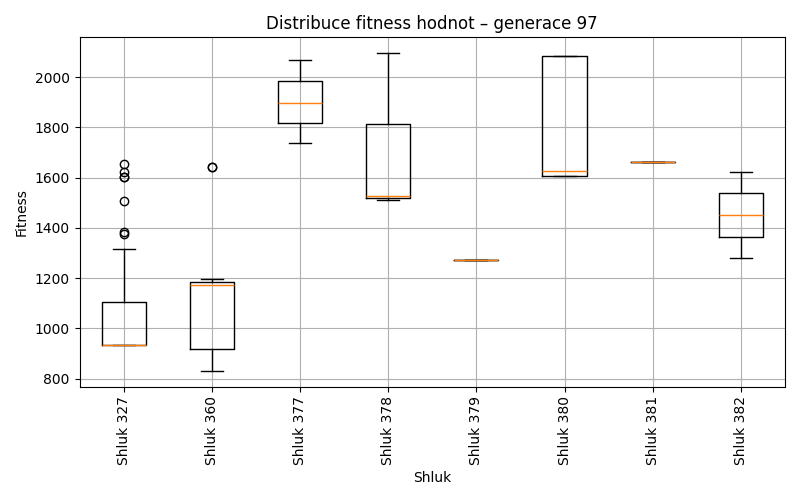 Distribuce fitness hodnot – generace 97
Fitness
2000
1800
1600
1400
1200
1000
800
Shluk 327
Shluk 360
Shluk 377
Shluk 378
Shluk 379
Shluk 380
Shluk 381
Shluk 382
Shluk